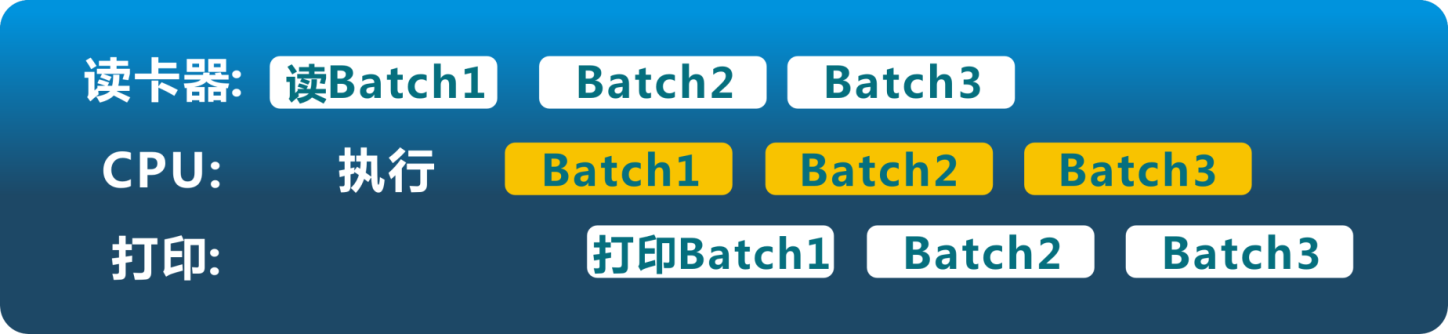 读卡器: 读Batch1 Batch2 Batch3
CPU: 执行 Batch1 Batch2 Batch3
打印: 打印Batch1 Batch2 Batch3